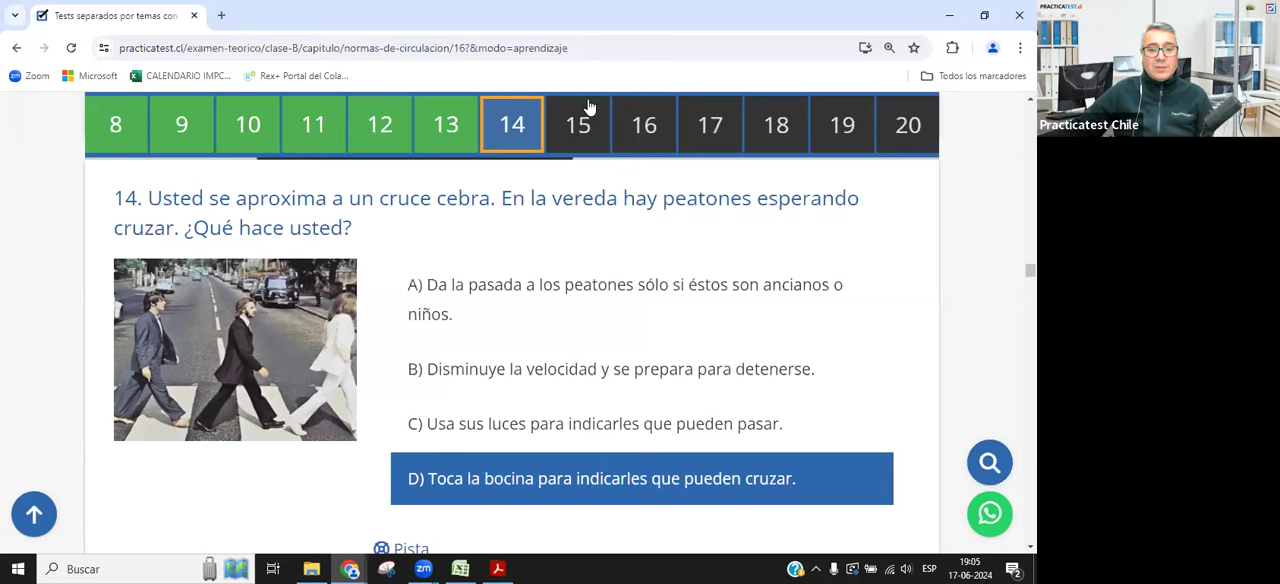 Tests separados por temas con
practicatest.cl/examen-teorico/clase-B/capitulo/normas-de-circulacion/167&modo=aprendizaje
Zoom
Microsoft
CALENDARIO IMPC...
Rex+ Portal del Cola...
Todos los marcadores
PRACTICATEST.cl
Practicatest Chile
8 9 10 11 12 13 14 15 16 17 18 19 20
14. Usted se aproxima a un cruce cebra. En la vereda hay peatones esperando
cruzar. ¿Qué hace usted?
A) Da la pasada a los peatones sólo si éstos son ancianos o
niños.
B) Disminuye la velocidad y se prepara para detenerse.
C) Usa sus luces para indicarles que pueden pasar.
D) Toca la bocina para indicarles que pueden cruzar.
Pista
Buscar
ESP
19:05
17-06-2024
2